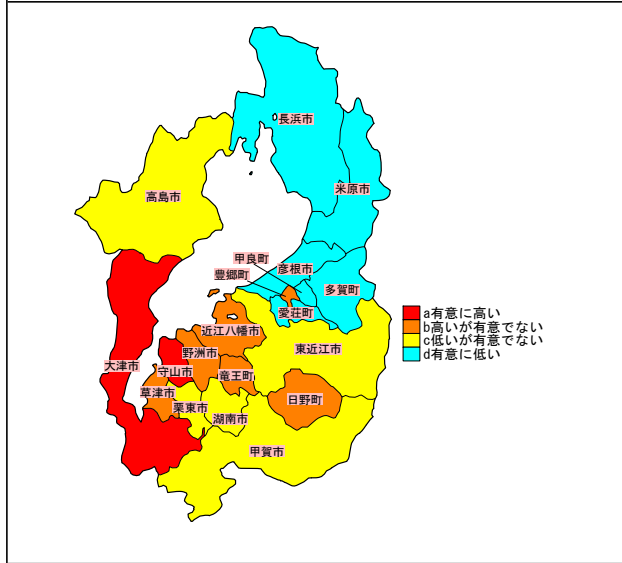 長浜市
米原市
高島市
甲良町
彦根市
豊郷町
多賀町
愛荘町
近江八幡市
東近江市
野洲市
大津市
守山市
竜王町
草津市
日野町
栗東市
湖南市
甲賀市
a有意に高い
b高いが有意でない
c低いが有意でない
d有意に低い